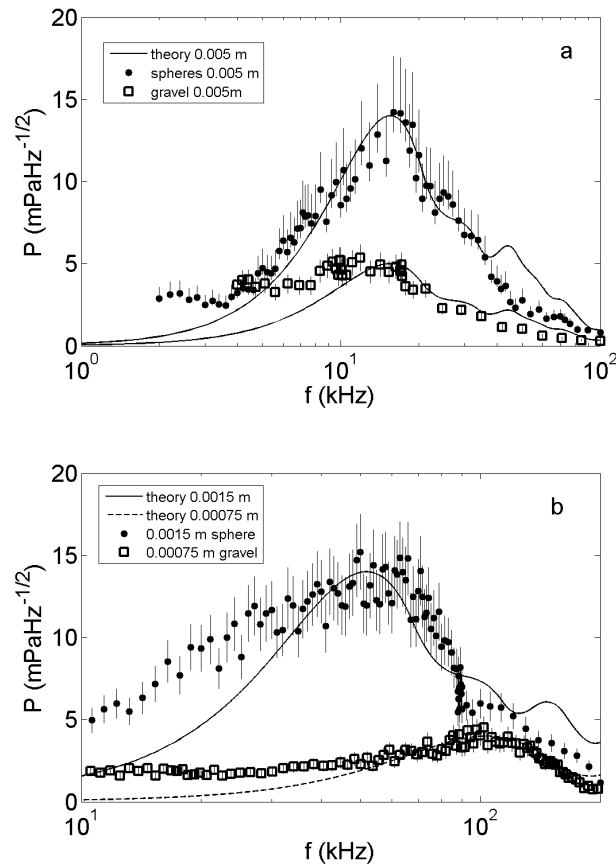 20
15
10
5
0
P (mPaHz^-1/2)
theory 0.005 m
spheres 0.005 m
gravel 0.005m
a
10^0
10^1
10^2
f (kHz)
20
15
10
5
0
P (mPaHz^-1/2)
theory 0.0015 m
theory 0.00075 m
0.0015 m sphere
0.00075 m gravel
b
10^1
10^2
f (kHz)